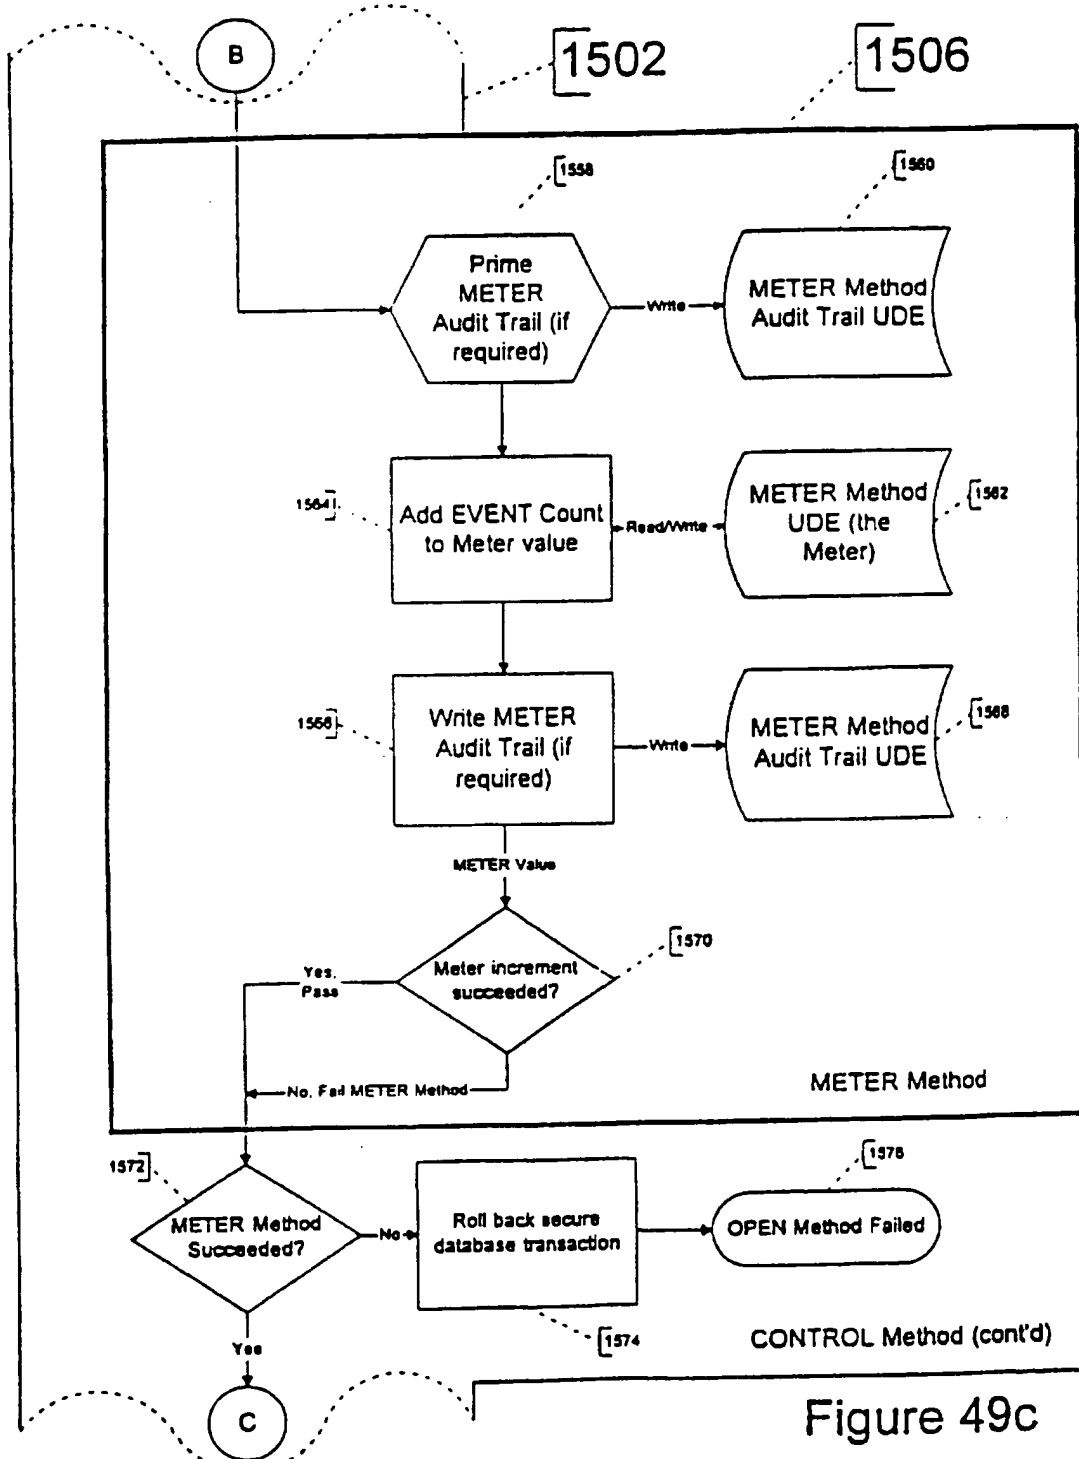 B
1502
1506
1558
1560
Prime
METER
Audit Trail (if
required)
Write
METER Method
Audit Trail UDE
1564
Add EVENT Count
to Meter value
Read/Write
METER Method
UDE (the
Meter)
1562
1566
Write METER
Audit Trail (if
required)
Write
METER Method
Audit Trail UDE
1568
METER Value
Meter increment
succeeded?
1570
Yes,
Pass
No, Fail METER Method
METER Method
1572
METER Method
Succeeded?
No
Roll back secure
database transaction
1576
OPEN Method Failed
1574
CONTROL Method (cont'd)
Yes
C
Figure 49c